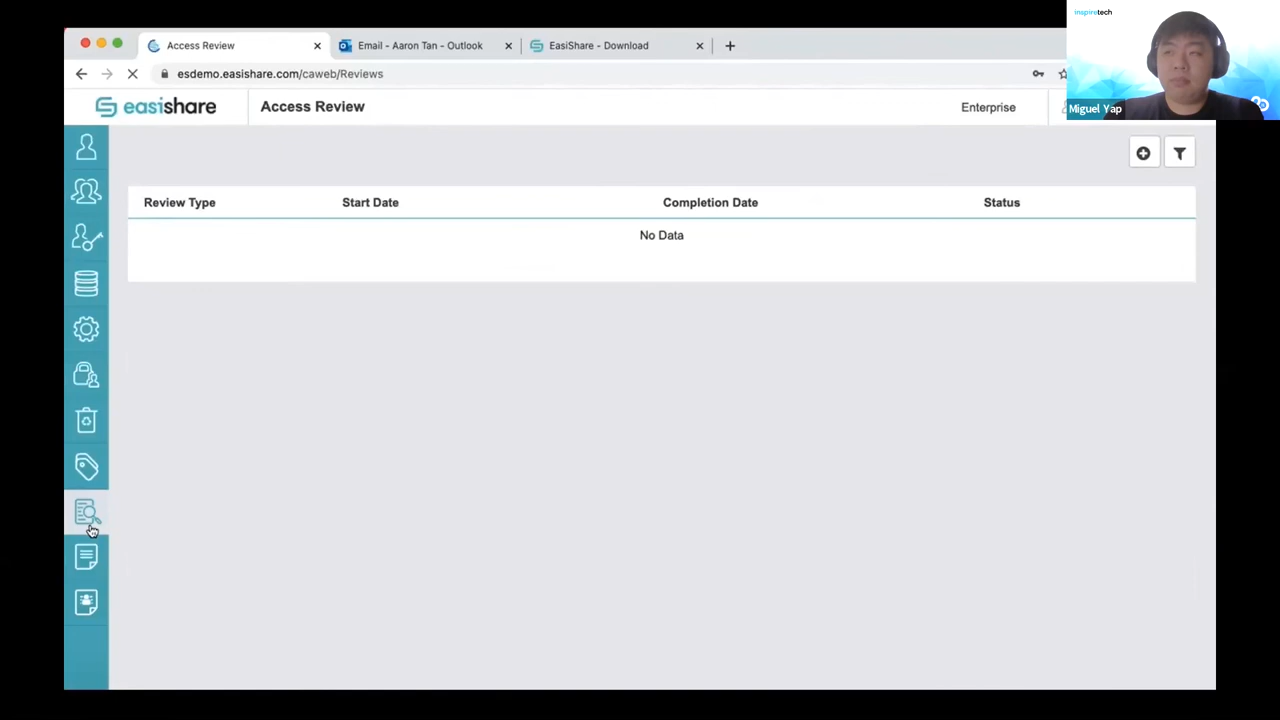 inspiretech
Access Review
Email - Aaron Tan - Outlook
EasiShare - Download
esdemo.easishare.com/caweb/Reviews
easishare
Access Review
Enterprise
Miguel Yap
Review Type
Start Date
Completion Date
Status
No Data